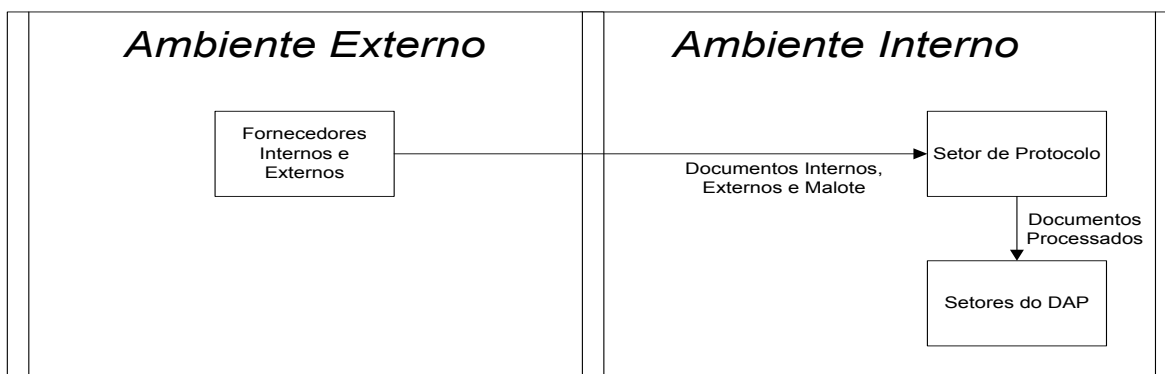 Ambiente Externo
Ambiente Interno
Fornecedores
Internos e
Externos
Documentos Internos,
Externos e Malote
Setor de Protocolo
Documentos
Processados
Setores do DAP